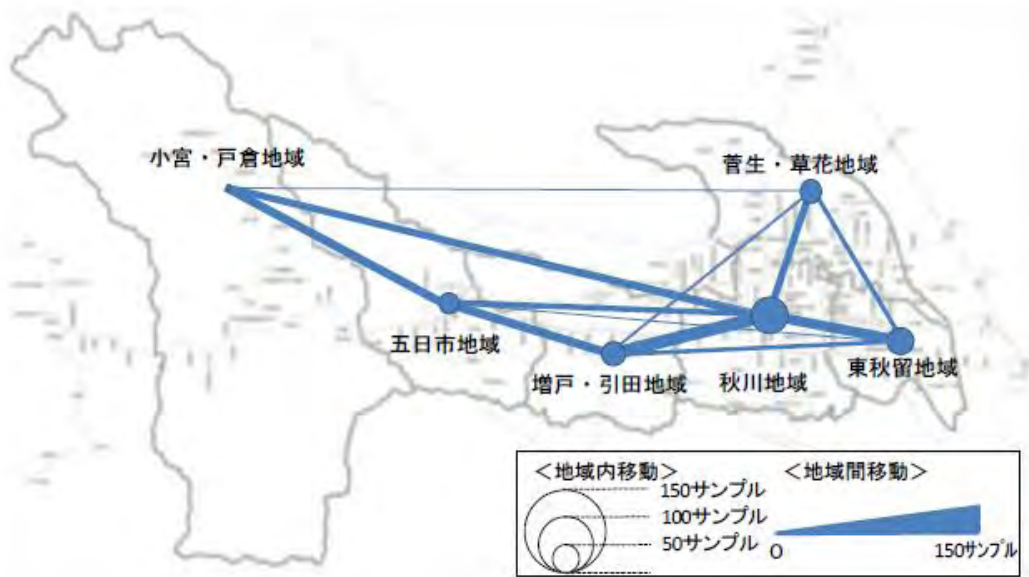 小宮・戸倉地域
菅生・草花地域
五日市地域
増戸・引田地域
秋川地域
東秋留地域
＜地域内移動＞
150サンプル
100サンプル
50サンプル
＜地域間移動＞
0
150サンプル